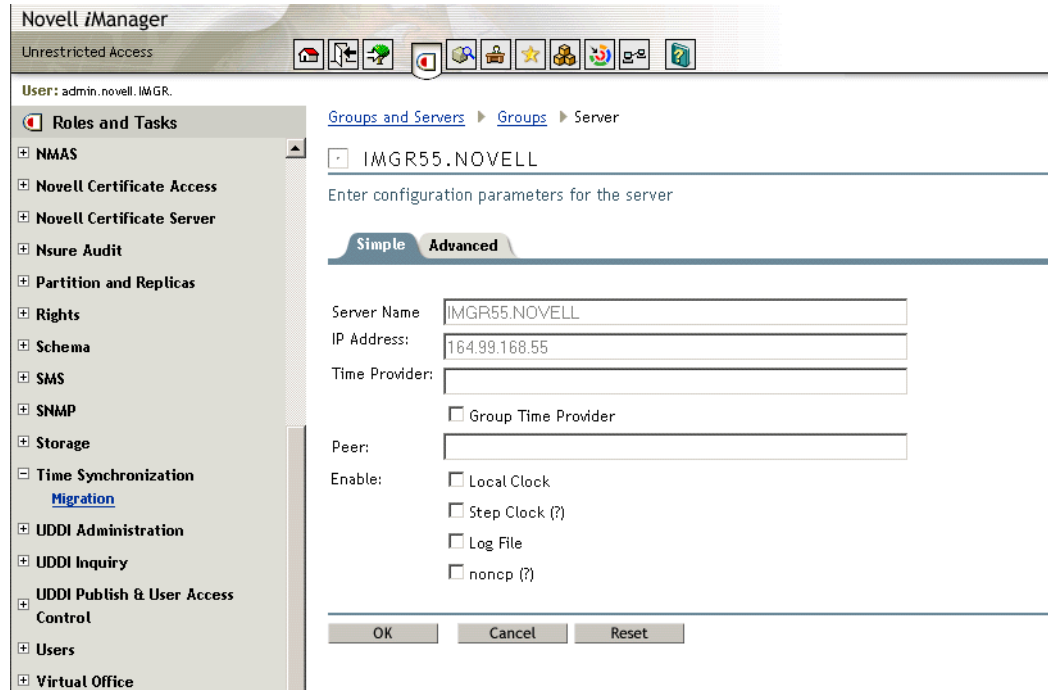 Novell iManager
Unrestricted Access
User: admin.novell.IMGR.
Roles and Tasks
NMAS
Novell Certificate Access
Novell Certificate Server
Nsure Audit
Partition and Replicas
Rights
Schema
SMS
SNMP
Storage
Time Synchronization
Migration
UDDI Administration
UDDI Inquiry
UDDI Publish & User Access
Control
Users
Virtual Office
Groups and Servers Groups Server
IMGR55.NOVELL
Enter configuration parameters for the server
Simple Advanced
Server Name IMGR55.NOVELL
IP Address: 164.99.168.55
Time Provider:
Group Time Provider
Peer:
Enable: Local Clock
Step Clock (?)
Log File
noncp (?)
OK Cancel Reset